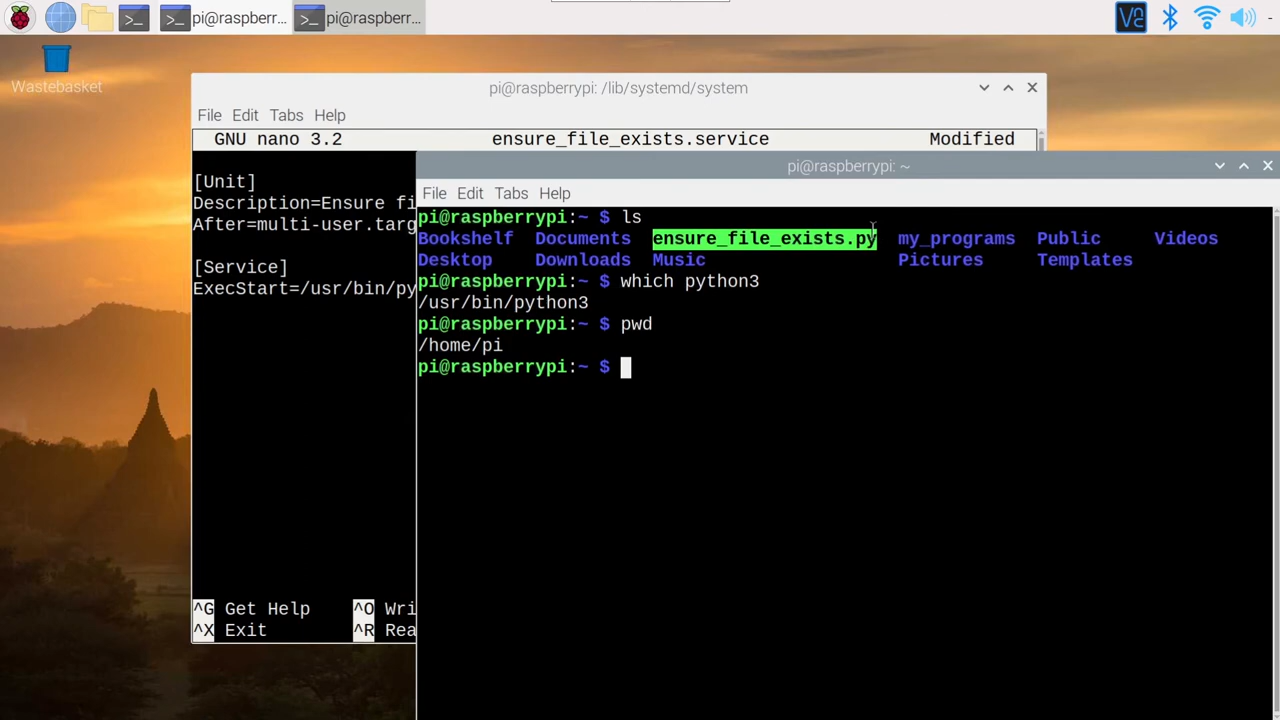 pi@raspberr... pi@raspberr...
Wastebasket
pi@raspberrypi: /lib/systemd/system
File Edit Tabs Help
GNU nano 3.2 ensure_file_exists.service Modified
[Unit]
Description=Ensure fi
After=multi-user.targ
[Service]
ExecStart=/usr/bin/py
^G Get Help ^O Wri
^X Exit ^R Rea
pi@raspberrypi: ~
File Edit Tabs Help
pi@raspberrypi:~ $ ls
Bookshelf Documents ensure_file_exists.py my_programs Public Videos
Desktop Downloads Music Pictures Templates
pi@raspberrypi:~ $ which python3
/usr/bin/python3
pi@raspberrypi:~ $ pwd
/home/pi
pi@raspberrypi:~ $